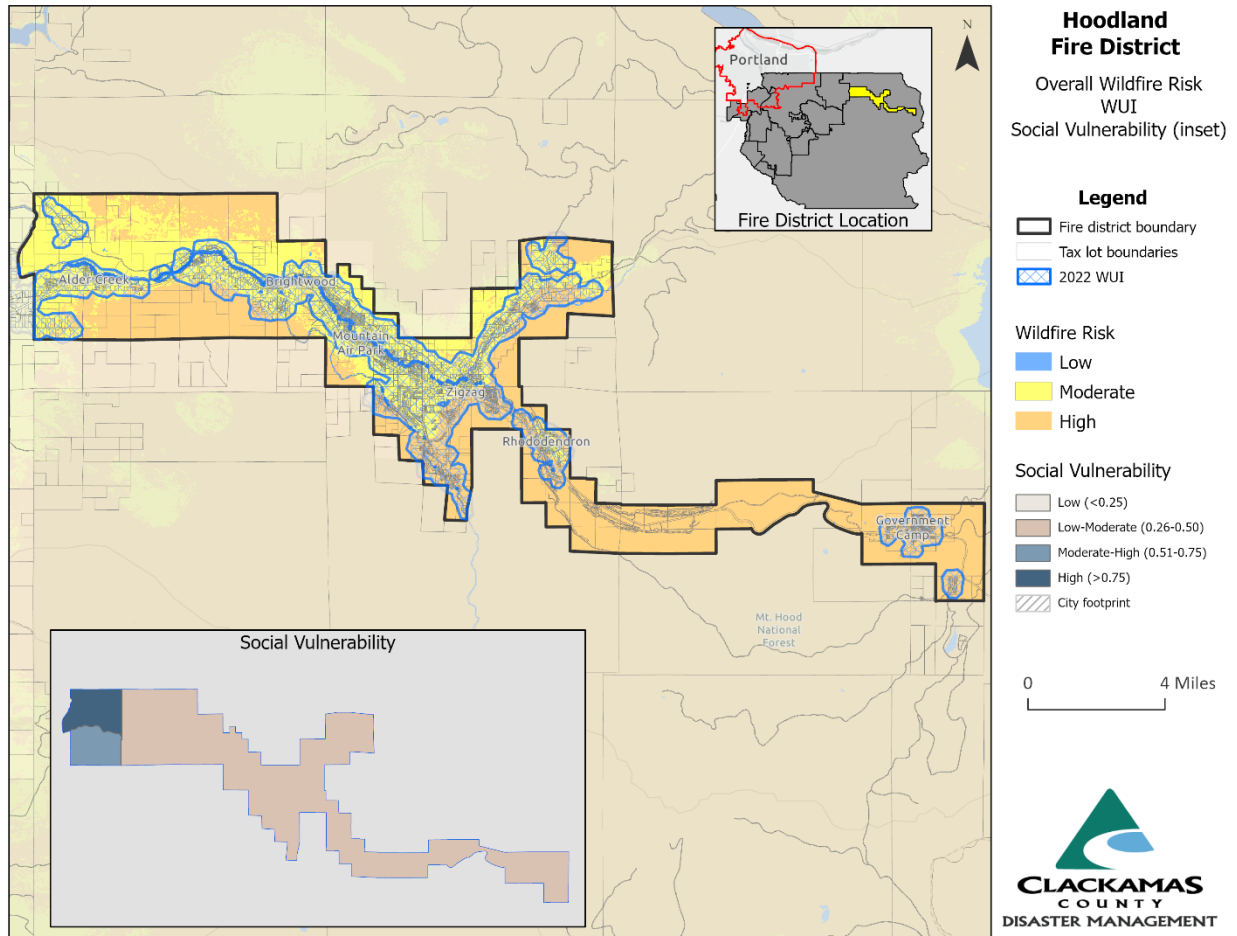 Hoodland
Fire District
Overall Wildfire Risk
WUI
Social Vulnerability (inset)
Legend
Fire district boundary
Tax lot boundaries
2022 WUI
Wildfire Risk
Low
Moderate
High
Social Vulnerability
Low (<0.25)
Low-Moderate (0.26-0.50)
Moderate-High (0.51-0.75)
High (>0.75)
City footprint
0 4 Miles
CLACKAMAS
COUNTY
DISASTER MANAGEMENT
N
Portland
Fire District Location
Alder Creek
Brightwood
Mountain
Air Park
Zigzag
Rhododendron
Government
Camp
Mt. Hood
National
Forest
Social Vulnerability